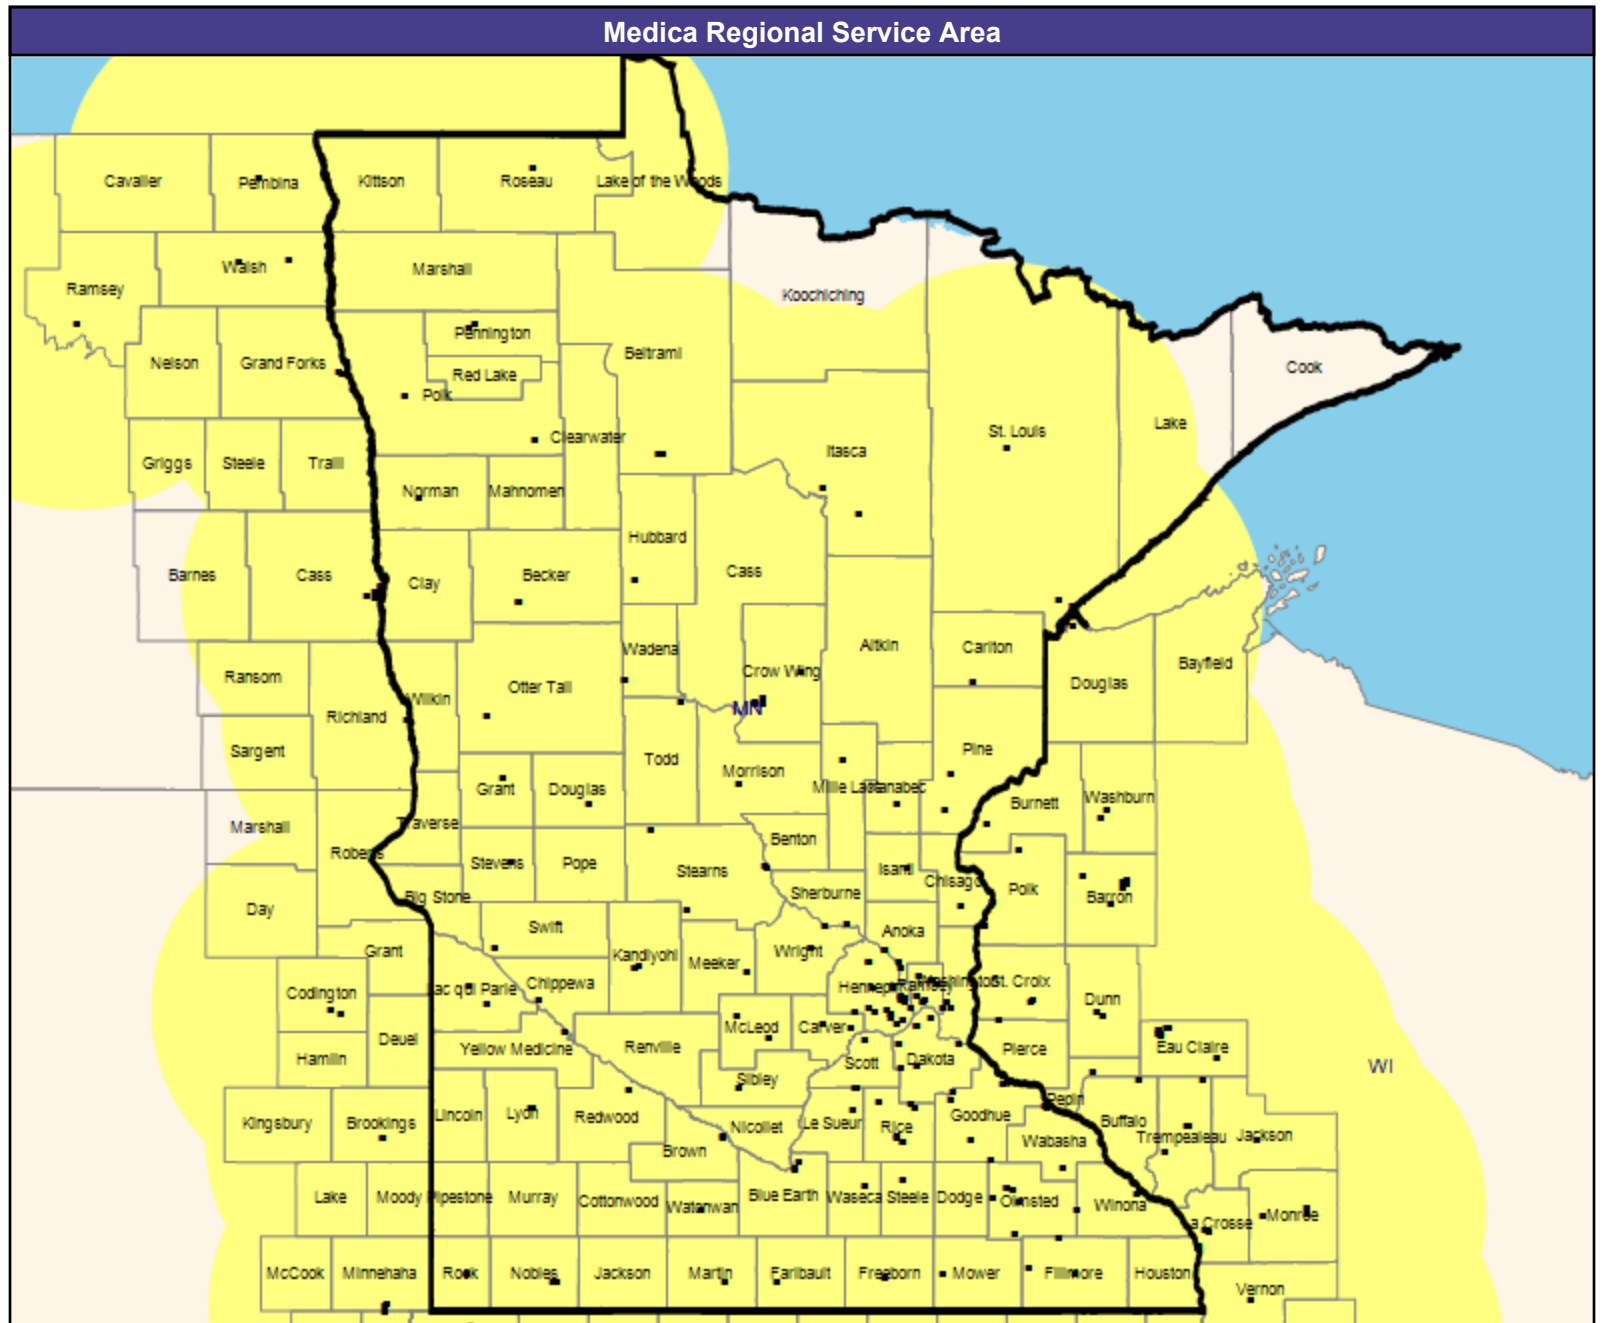 Medica Regional Service Area
Cavalier
Pembina
Kittson
Roseau
Lake of the Woods
Ramsey
Walsh
Marshall
Koochiching
Nelson
Grand Forks
Pennington
Red Lake
Polk
Beltrami
Cook
Griggs
Steele
Traill
Clearwater
Norman
Mahnomen
Itasca
St. Louis
Lake
Barnes
Cass
Clay
Becker
Hubbard
Cass
Ransom
Richland
Wilkin
Otter Tail
Wadena
Crow Wing
MN
Aitkin
Carlton
Douglas
Bayfield
Sargent
Grant
Douglas
Todd
Morrison
Mille Lacs
Kanabec
Pine
Burnett
Washburn
Marshall
Roberts
Traverse
Stevens
Pope
Stearns
Benton
Isanti
Chisago
Polk
Barron
Day
Big Stone
Swift
Sherburne
Anoka
Grant
Codington
Lac qui Parle
Chippewa
Kandiyohi
Meeker
Wright
Hennepin
Ramsey
Washington
St. Croix
Dunn
Hamlin
Deuel
Yellow Medicine
Renville
McLeod
Carver
Scott
Dakota
Pierce
Eau Claire
WI
Sibley
Kingsbury
Brookings
Lincoln
Lyon
Redwood
Brown
Nicollet
Le Sueur
Rice
Goodhue
Wabasha
Pepin
Buffalo
Trempealeau
Jackson
Lake
Moody
Pipestone
Murray
Cottonwood
Watonwan
Blue Earth
Waseca
Steele
Dodge
Olmsted
Winona
La Crosse
Monroe
McCook
Minnehaha
Rock
Nobles
Jackson
Martin
Faribault
Freeborn
Mower
Fillmore
Houston
Vernon